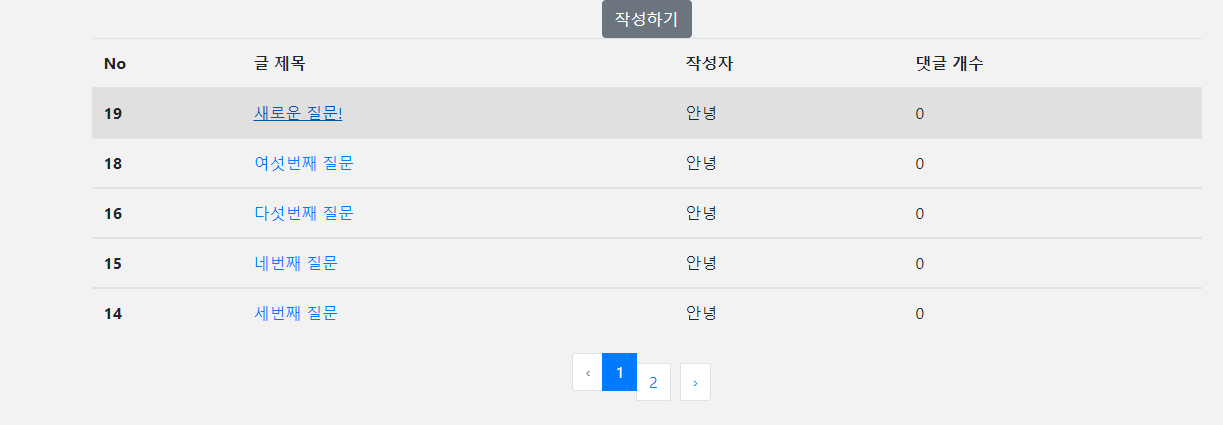 작성하기
No 글 제목 작성자 댓글 개수
19 새로운 질문! 안녕 0
18 여섯번째 질문 안녕 0
16 다섯번째 질문 안녕 0
15 네번째 질문 안녕 0
14 세번째 질문 안녕 0
‹ 1 2 ›